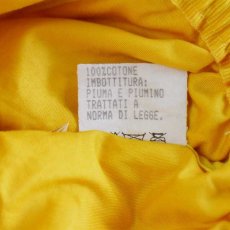 100%COTONE
IMBOTTITURA:
PIUMA E PIUMINO
TRATTATI A
NORMA DI LEGGE.